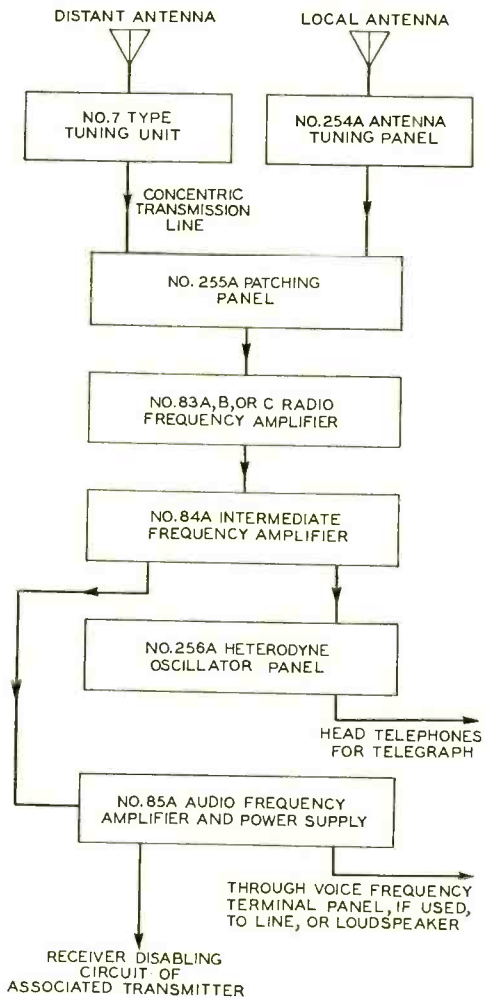 DISTANT ANTENNA
LOCAL ANTENNA
NO.7 TYPE
TUNING UNIT
NO.254A ANTENNA
TUNING PANEL
CONCENTRIC
TRANSMISSION
LINE
NO. 255A PATCHING
PANEL
NO.83A, B, OR C RADIO
FREQUENCY AMPLIFIER
NO.84A INTERMEDIATE
FREQUENCY AMPLIFIER
NO.256A HETERODYNE
OSCILLATOR PANEL
HEAD TELEPHONES
FOR TELEGRAPH
NO.85A AUDIO FREQUENCY
AMPLIFIER AND POWER SUPPLY
THROUGH VOICE FREQUENCY
TERMINAL PANEL, IF USED,
TO LINE, OR LOUDSPEAKER
RECEIVER DISABLING
CIRCUIT OF
ASSOCIATED TRANSMITTER